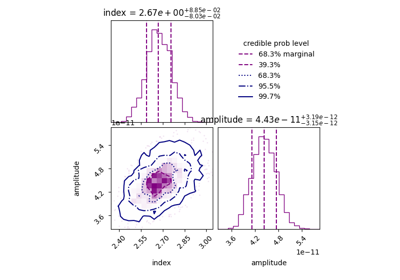 index = 2.67e+00 +8.85e−02 −8.03e−02
credible prob level
68.3% marginal
39.3%
68.3%
95.5%
99.7%
1e−11
amplitude = 4.43e−11 +3.19e−12 −3.15e−12
amplitude
5.4
4.8
4.2
3.6
2.40
2.55
2.70
2.85
3.00
index
3.6
4.2
4.8
5.4
1e−11
amplitude